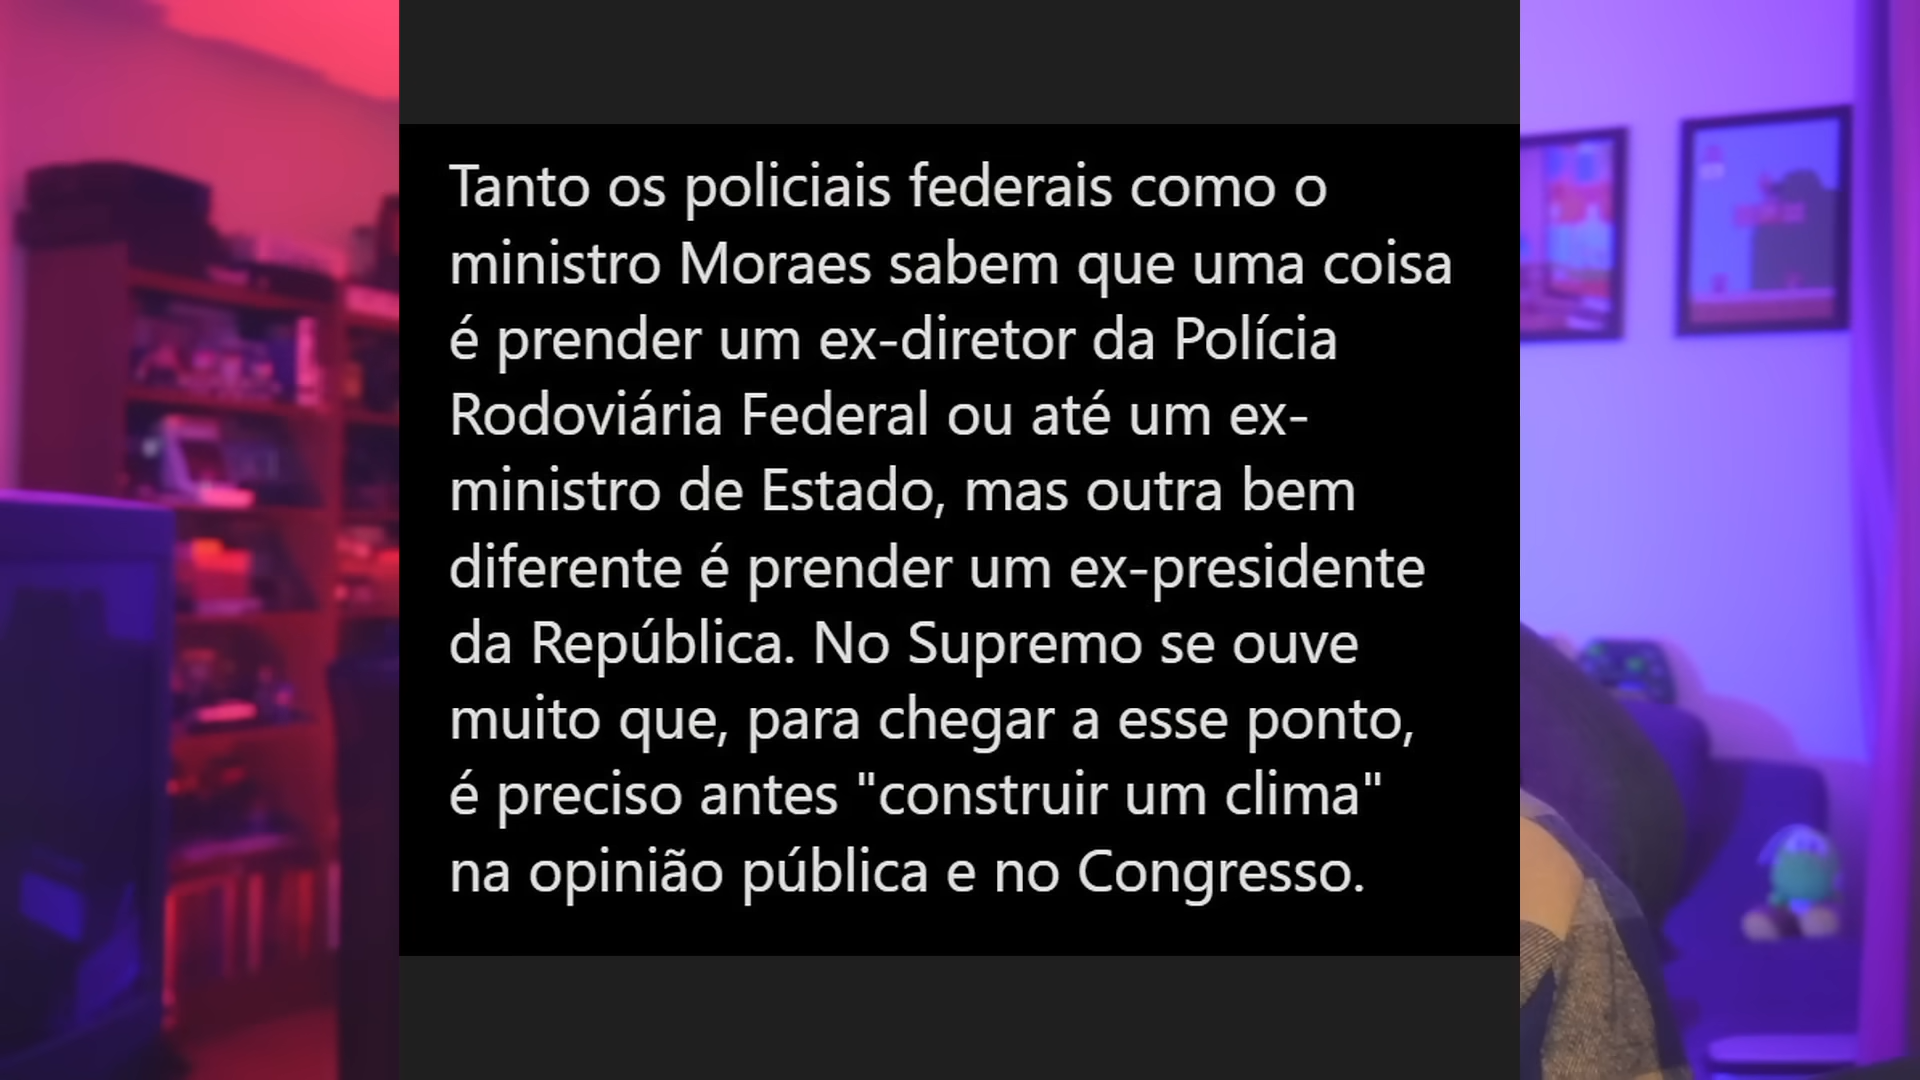 Tanto os policiais federais como o
ministro Moraes sabem que uma coisa
é prender um ex-diretor da Polícia
Rodoviária Federal ou até um ex-
ministro de Estado, mas outra bem
diferente é prender um ex-presidente
da República. No Supremo se ouve
muito que, para chegar a esse ponto,
é preciso antes "construir um clima"
na opinião pública e no Congresso.